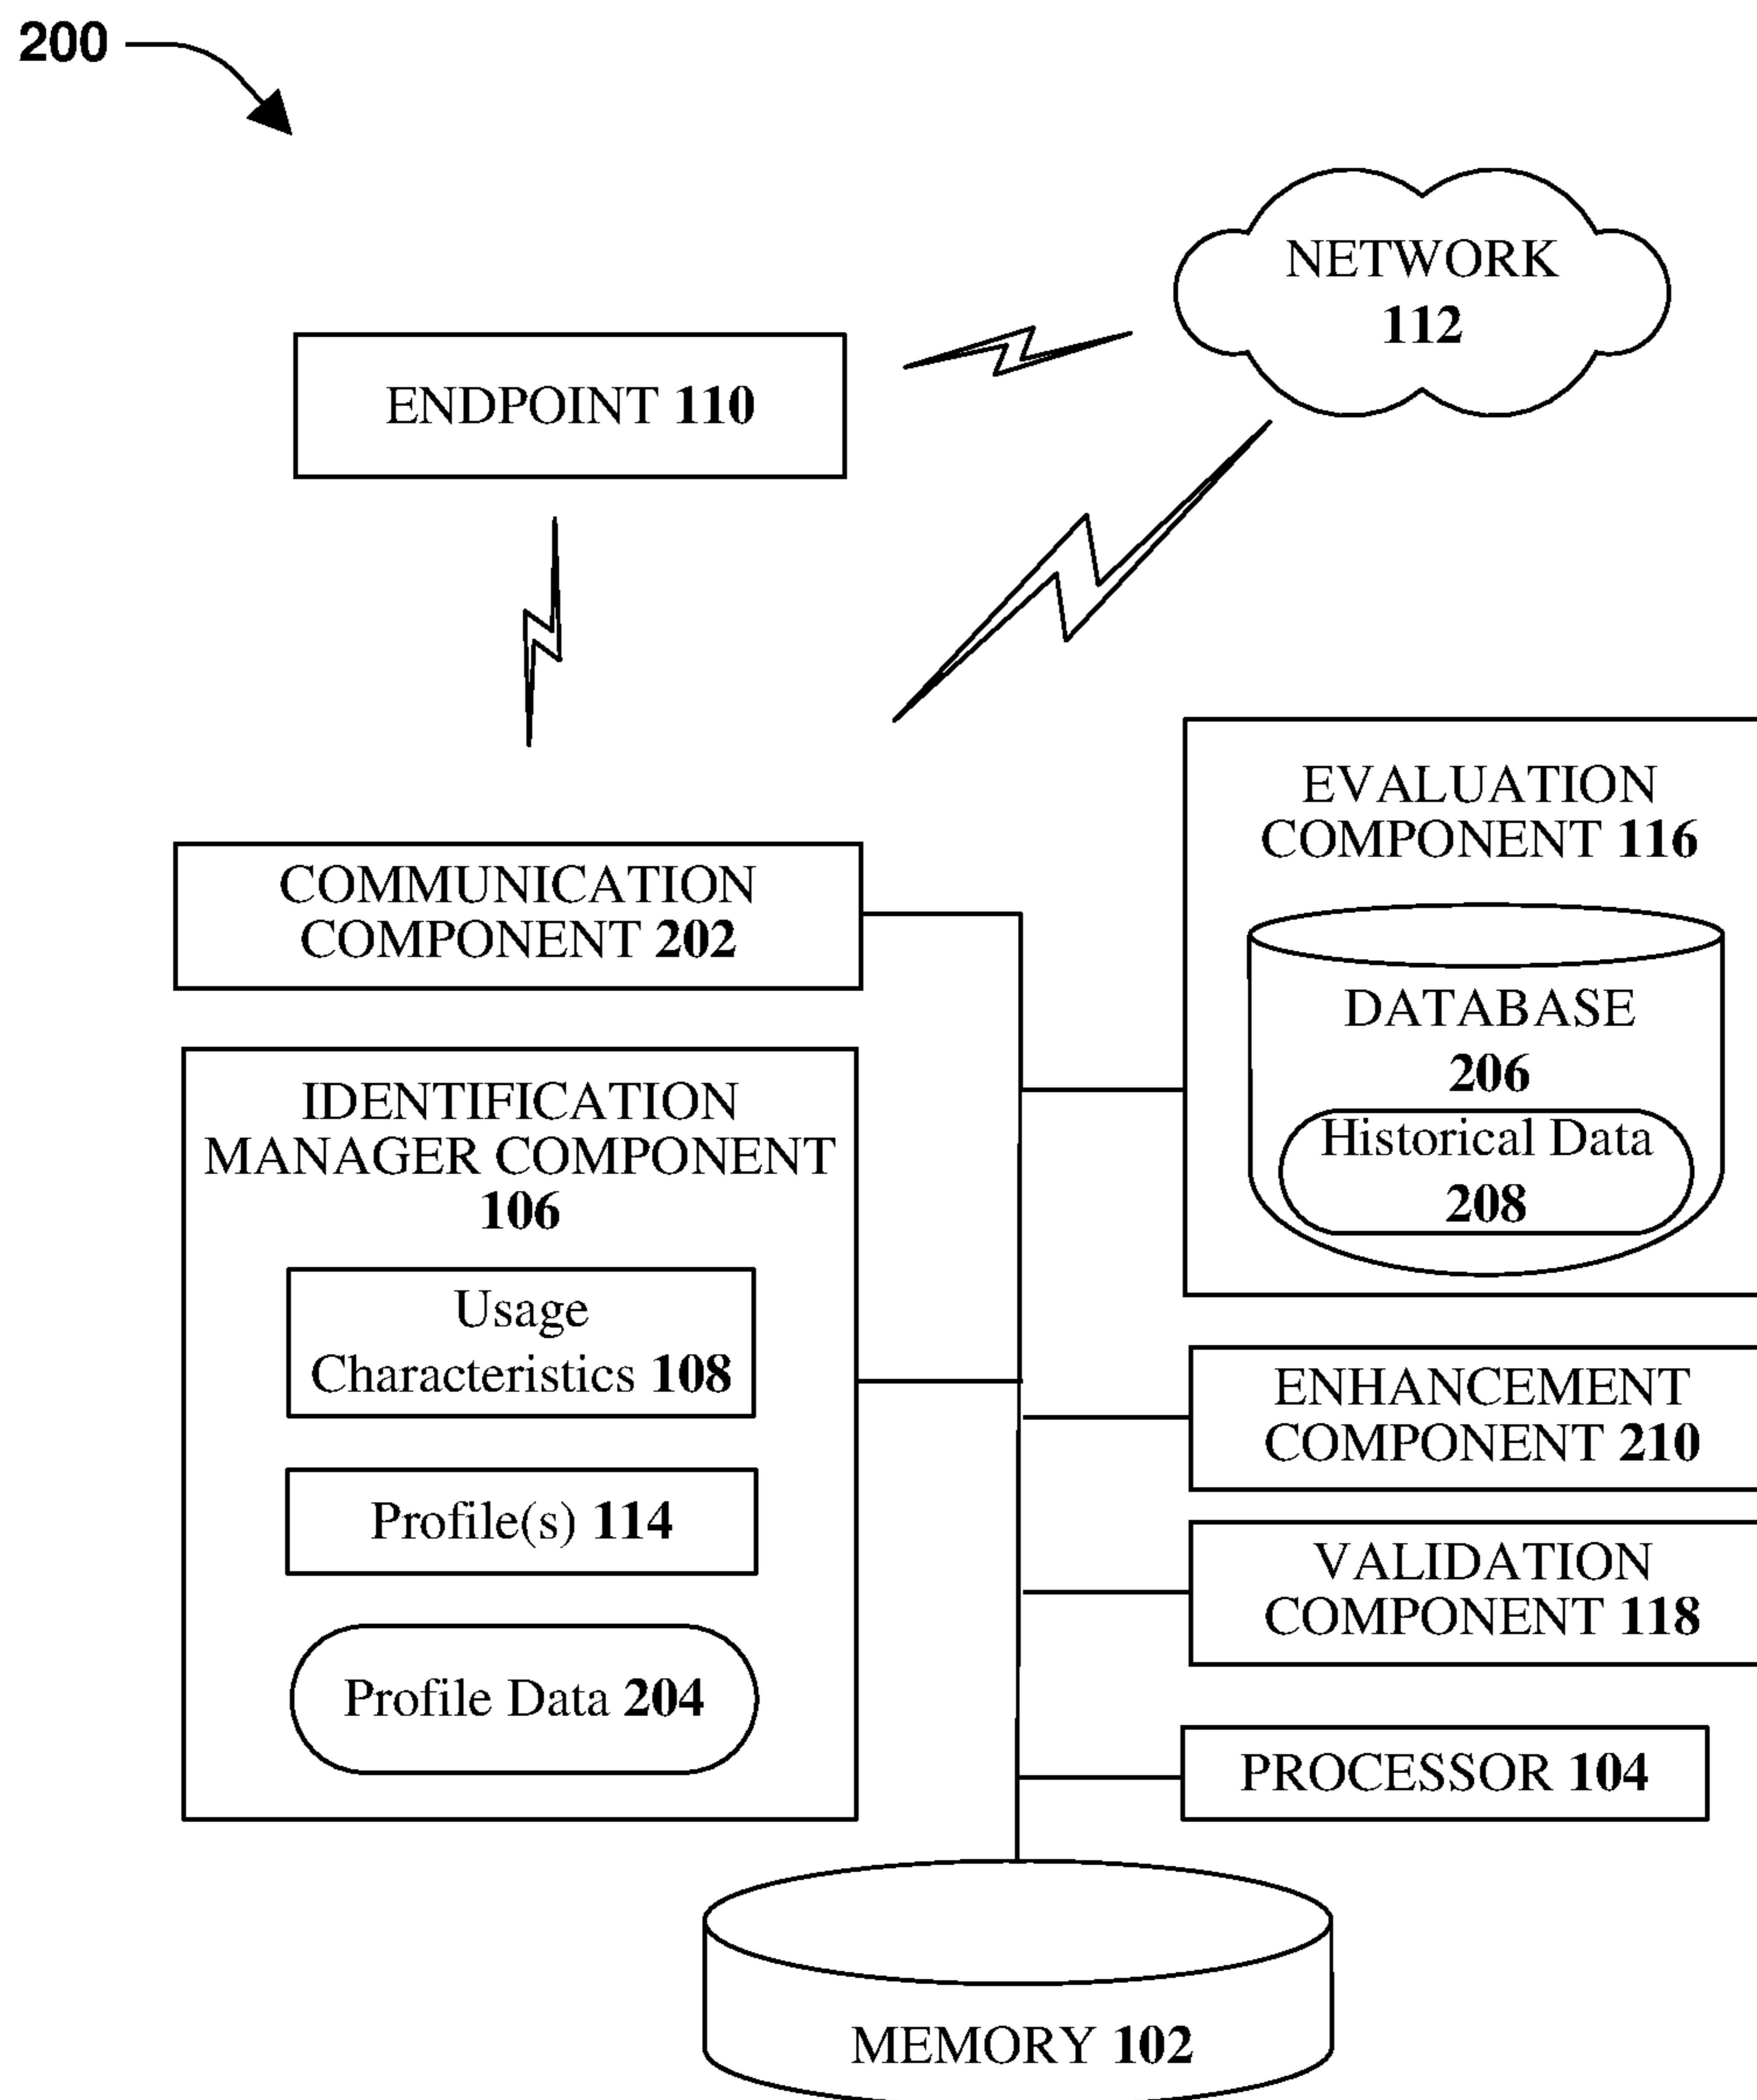 200
NETWORK
112
ENDPOINT 110
EVALUATION
COMPONENT 116
DATABASE
206
Historical Data
208
COMMUNICATION
COMPONENT 202
IDENTIFICATION
MANAGER COMPONENT
106
Usage
Characteristics 108
Profile(s) 114
Profile Data 204
ENHANCEMENT
COMPONENT 210
VALIDATION
COMPONENT 118
PROCESSOR 104
MEMORY 102